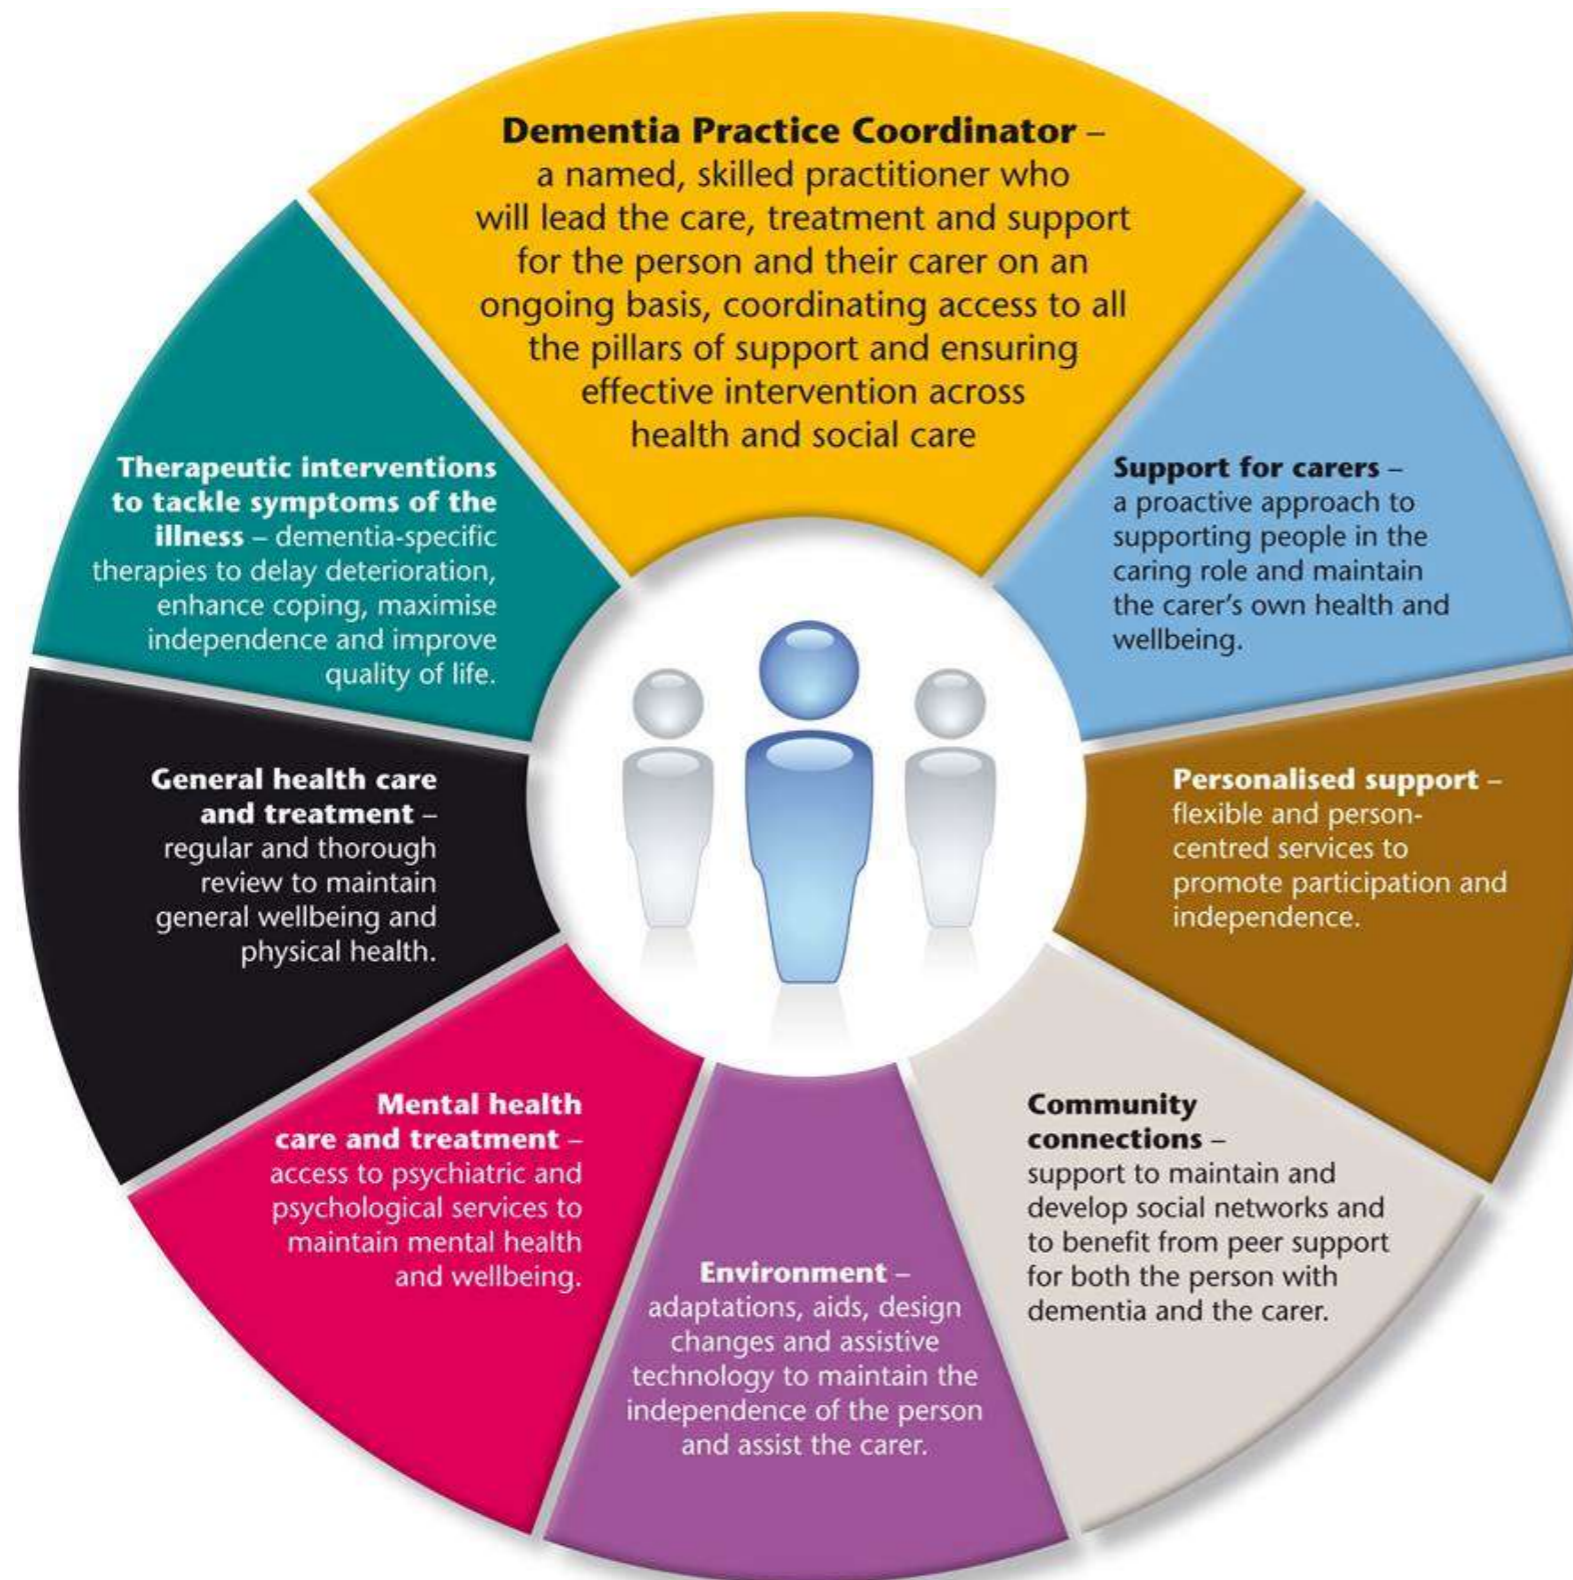 Dementia Practice Coordinator –
a named, skilled practitioner who
will lead the care, treatment and support
for the person and their carer on an
ongoing basis, coordinating access to all
the pillars of support and ensuring
effective intervention across
health and social care
Support for carers –
a proactive approach to
supporting people in the
caring role and maintain
the carer’s own health and
wellbeing.
Personalised support –
flexible and person-
centred services to
promote participation and
independence.
Community
connections –
support to maintain and
develop social networks and
to benefit from peer support
for both the person with
dementia and the carer.
Environment –
adaptations, aids, design
changes and assistive
technology to maintain the
independence of the person
and assist the carer.
Mental health
care and treatment –
access to psychiatric and
psychological services to
maintain mental health
and wellbeing.
General health care
and treatment –
regular and thorough
review to maintain
general wellbeing and
physical health.
Therapeutic interventions
to tackle symptoms of the
illness – dementia-specific
therapies to delay deterioration,
enhance coping, maximise
independence and improve
quality of life.